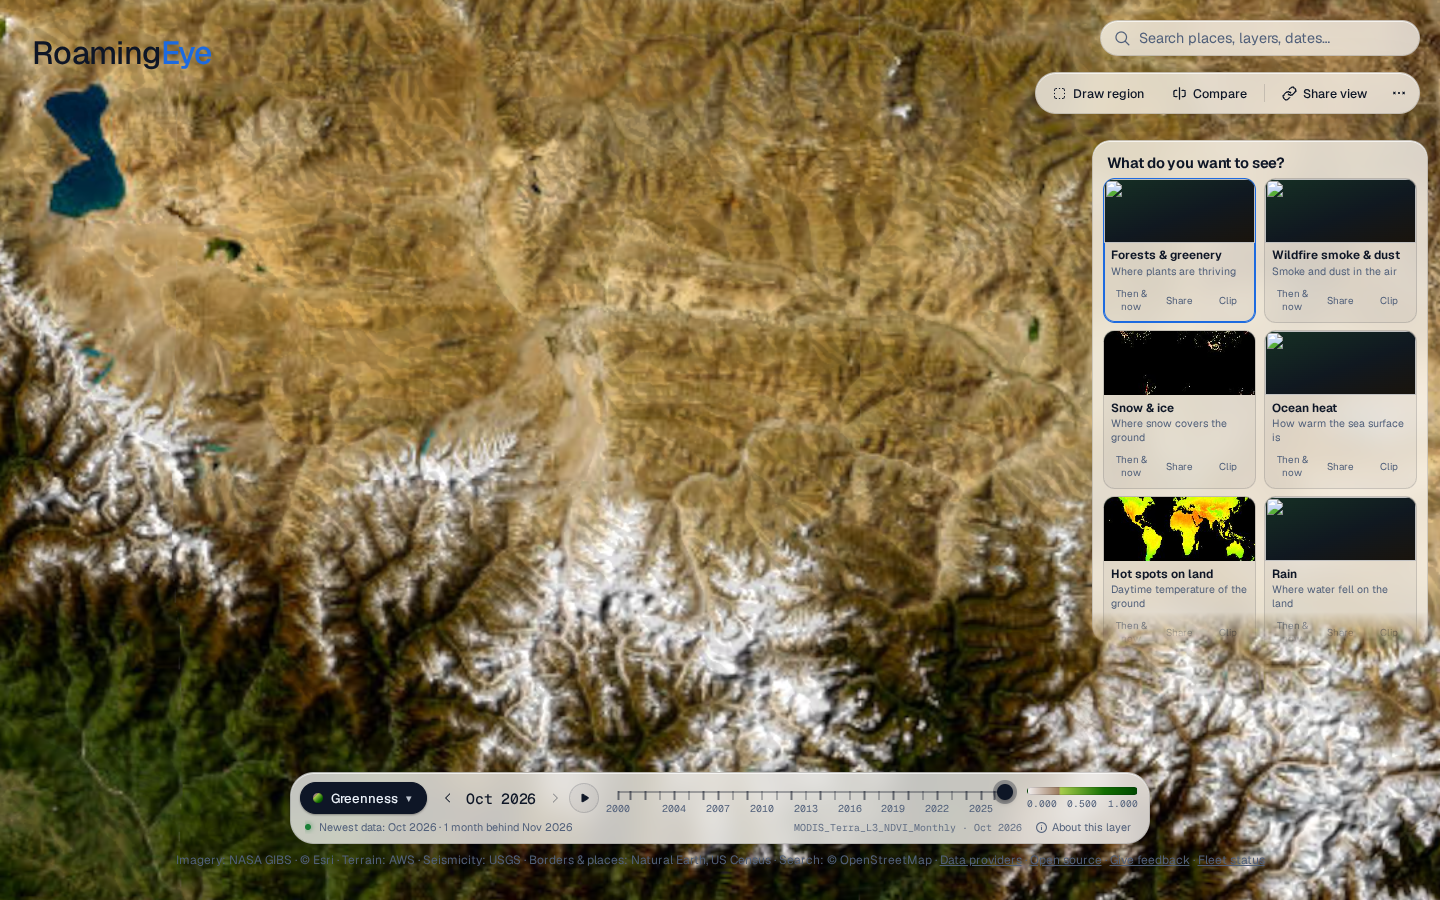 RoamingEye
Search places, layers, dates...
Draw region
Compare
Share view
What do you want to see?
Forests & greenery
Where plants are thriving
Then & now
Share
Clip
Wildfire smoke & dust
Smoke and dust in the air
Then & now
Share
Clip
Snow & ice
Where snow covers the ground
Then & now
Share
Clip
Ocean heat
How warm the sea surface is
Then & now
Share
Clip
Hot spots on land
Daytime temperature of the ground
Then &
Share
Clip
Rain
Where water fell on the land
Then &
Share
Clip
Greenness
Oct 2026
2000 2004 2007 2010 2013 2016 2019 2022 2025
0.000 0.500 1.000
Newest data: Oct 2026 · 1 month behind Nov 2026
MODIS_Terra_L3_NDVI_Monthly · Oct 2026
About this layer
Imagery: NASA GIBS · © Esri · Terrain: AWS · Seismicity: USGS · Borders & places: Natural Earth, US Census · Search: © OpenStreetMap · Data providers · Open source · Give feedback · Fleet status